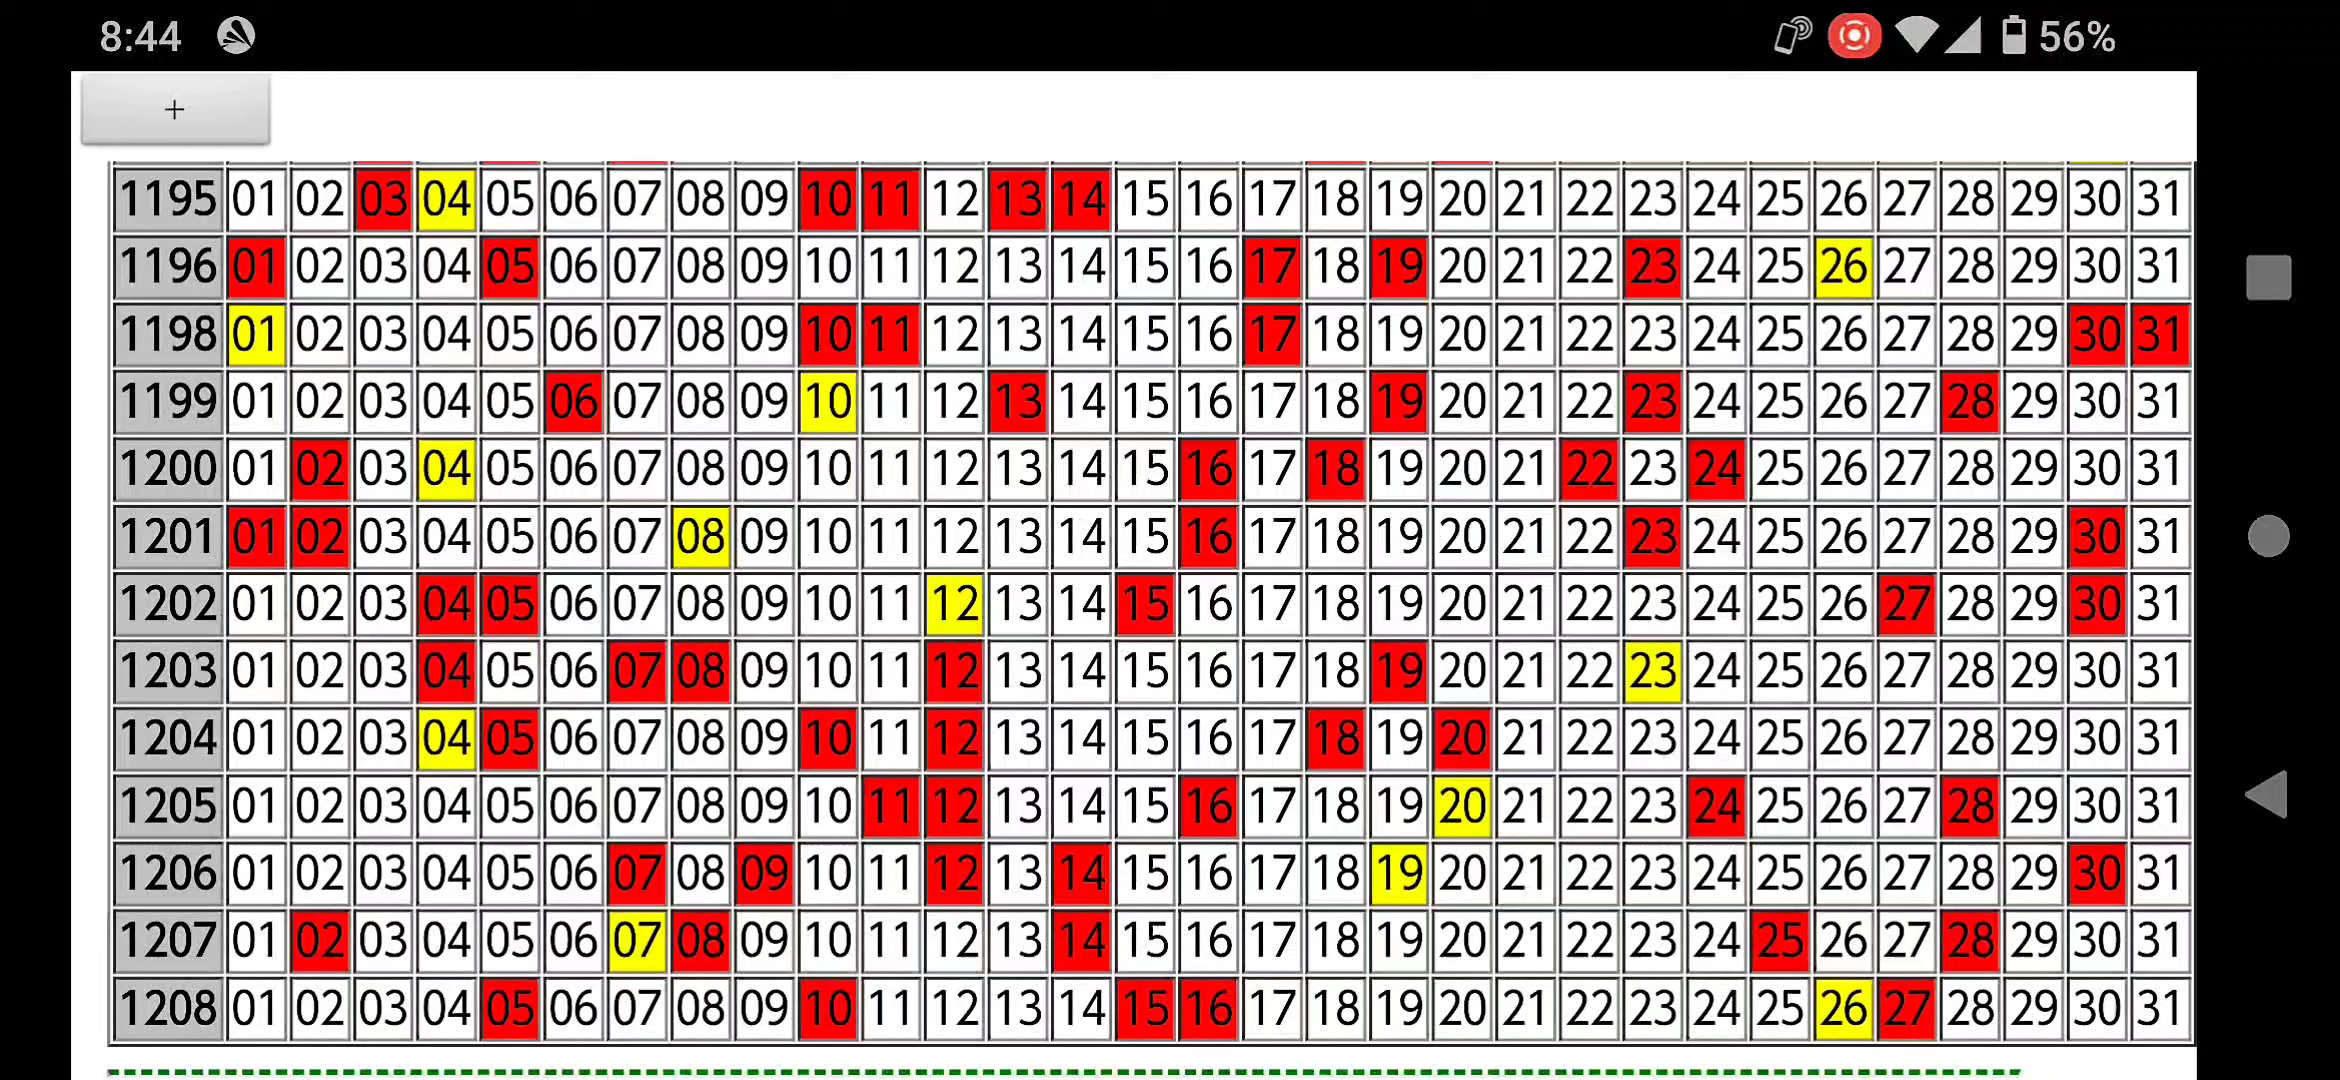 8:44 56%
+
1195 01 02 03 04 05 06 07 08 09 10 11 12 13 14 15 16 17 18 19 20 21 22 23 24 25 26 27 28 29 30 31
1196 01 02 03 04 05 06 07 08 09 10 11 12 13 14 15 16 17 18 19 20 21 22 23 24 25 26 27 28 29 30 31
1198 01 02 03 04 05 06 07 08 09 10 11 12 13 14 15 16 17 18 19 20 21 22 23 24 25 26 27 28 29 30 31
1199 01 02 03 04 05 06 07 08 09 10 11 12 13 14 15 16 17 18 19 20 21 22 23 24 25 26 27 28 29 30 31
1200 01 02 03 04 05 06 07 08 09 10 11 12 13 14 15 16 17 18 19 20 21 22 23 24 25 26 27 28 29 30 31
1201 01 02 03 04 05 06 07 08 09 10 11 12 13 14 15 16 17 18 19 20 21 22 23 24 25 26 27 28 29 30 31
1202 01 02 03 04 05 06 07 08 09 10 11 12 13 14 15 16 17 18 19 20 21 22 23 24 25 26 27 28 29 30 31
1203 01 02 03 04 05 06 07 08 09 10 11 12 13 14 15 16 17 18 19 20 21 22 23 24 25 26 27 28 29 30 31
1204 01 02 03 04 05 06 07 08 09 10 11 12 13 14 15 16 17 18 19 20 21 22 23 24 25 26 27 28 29 30 31
1205 01 02 03 04 05 06 07 08 09 10 11 12 13 14 15 16 17 18 19 20 21 22 23 24 25 26 27 28 29 30 31
1206 01 02 03 04 05 06 07 08 09 10 11 12 13 14 15 16 17 18 19 20 21 22 23 24 25 26 27 28 29 30 31
1207 01 02 03 04 05 06 07 08 09 10 11 12 13 14 15 16 17 18 19 20 21 22 23 24 25 26 27 28 29 30 31
1208 01 02 03 04 05 06 07 08 09 10 11 12 13 14 15 16 17 18 19 20 21 22 23 24 25 26 27 28 29 30 31